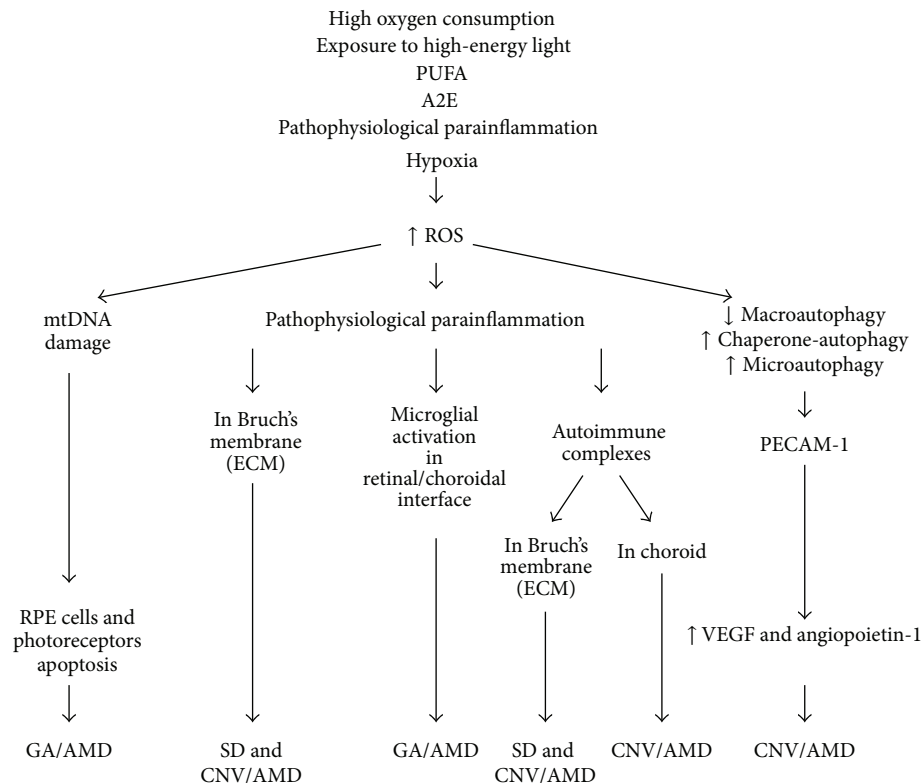 High oxygen consumption
Exposure to high-energy light
PUFA
A2E
Pathophysiological parainflammation
Hypoxia
↑ ROS
mtDNA
damage
Pathophysiological parainflammation
↓ Macroautophagy
↑ Chaperone-autophagy
↑ Microautophagy
In Bruch's
membrane
(ECM)
Microglial
activation
in
retinal/choroidal
interface
Autoimmune
complexes
PECAM-1
In Bruch's
membrane
(ECM)
In choroid
RPE cells and
photoreceptors
apoptosis
↑ VEGF and angiopoietin-1
GA/AMD
SD and
CNV/AMD
GA/AMD
SD and
CNV/AMD
CNV/AMD
CNV/AMD